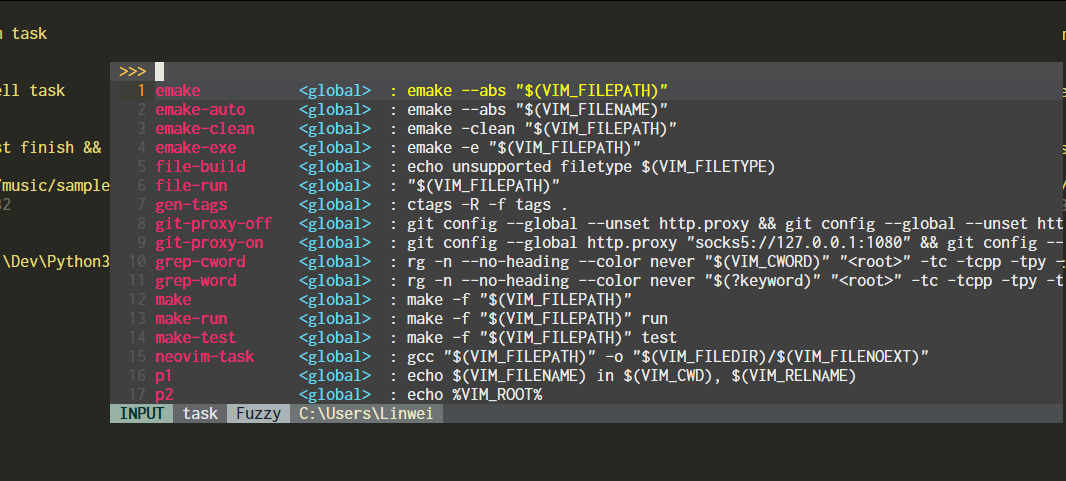 n task
>>>
ell task
1 emake <global> : emake --abs "$(VIM_FILEPATH)"
2 emake-auto <global> : emake --abs "$(VIM_FILENAME)
3 emake-clean <global> : emake -clean "$(VIM_FILEPATH)"
st finish &&
4 emake-exe <global> : emake -e "$(VIM_FILEPATH)"
5 file-build <global> : echo unsupported filetype $(VIM_FILETYPE)
/music/sample
6 file-run <global> : "$(VIM_FILEPATH)"
32
7 gen-tags <global> : ctags -R -f tags .
8 git-proxy-off <global> : git config --global --unset http.proxy && git config --global --unset htt
9 git-proxy-on <global> : git config --global http.proxy "socks5://127.0.0.1:1080" && git config --
\Dev\Python3
10 grep-cword <global> : rg -n --no-heading --color never "$(VIM_CWORD)" "<root>" -tc -tcpp -tpy -
11 grep-word <global> : rg -n --no-heading --color never "$(?keyword)" "<root>" -tc -tcpp -tpy -t
12 make <global> : make -f "$(VIM_FILEPATH)"
13 make-run <global> : make -f "$(VIM_FILEPATH)" run
14 make-test <global> : make -f "$(VIM_FILEPATH)" test
15 neovim-task <global> : gcc "$(VIM_FILEPATH)" -o "$(VIM_FILEDIR)/$(VIM_FILENOEXT)"
16 p1 <global> : echo $(VIM_FILENAME) in $(VIM_CWD), $(VIM_RELNAME)
17 p2 <global> : echo %VIM_ROOT%
INPUT task Fuzzy C:\Users\Linwei